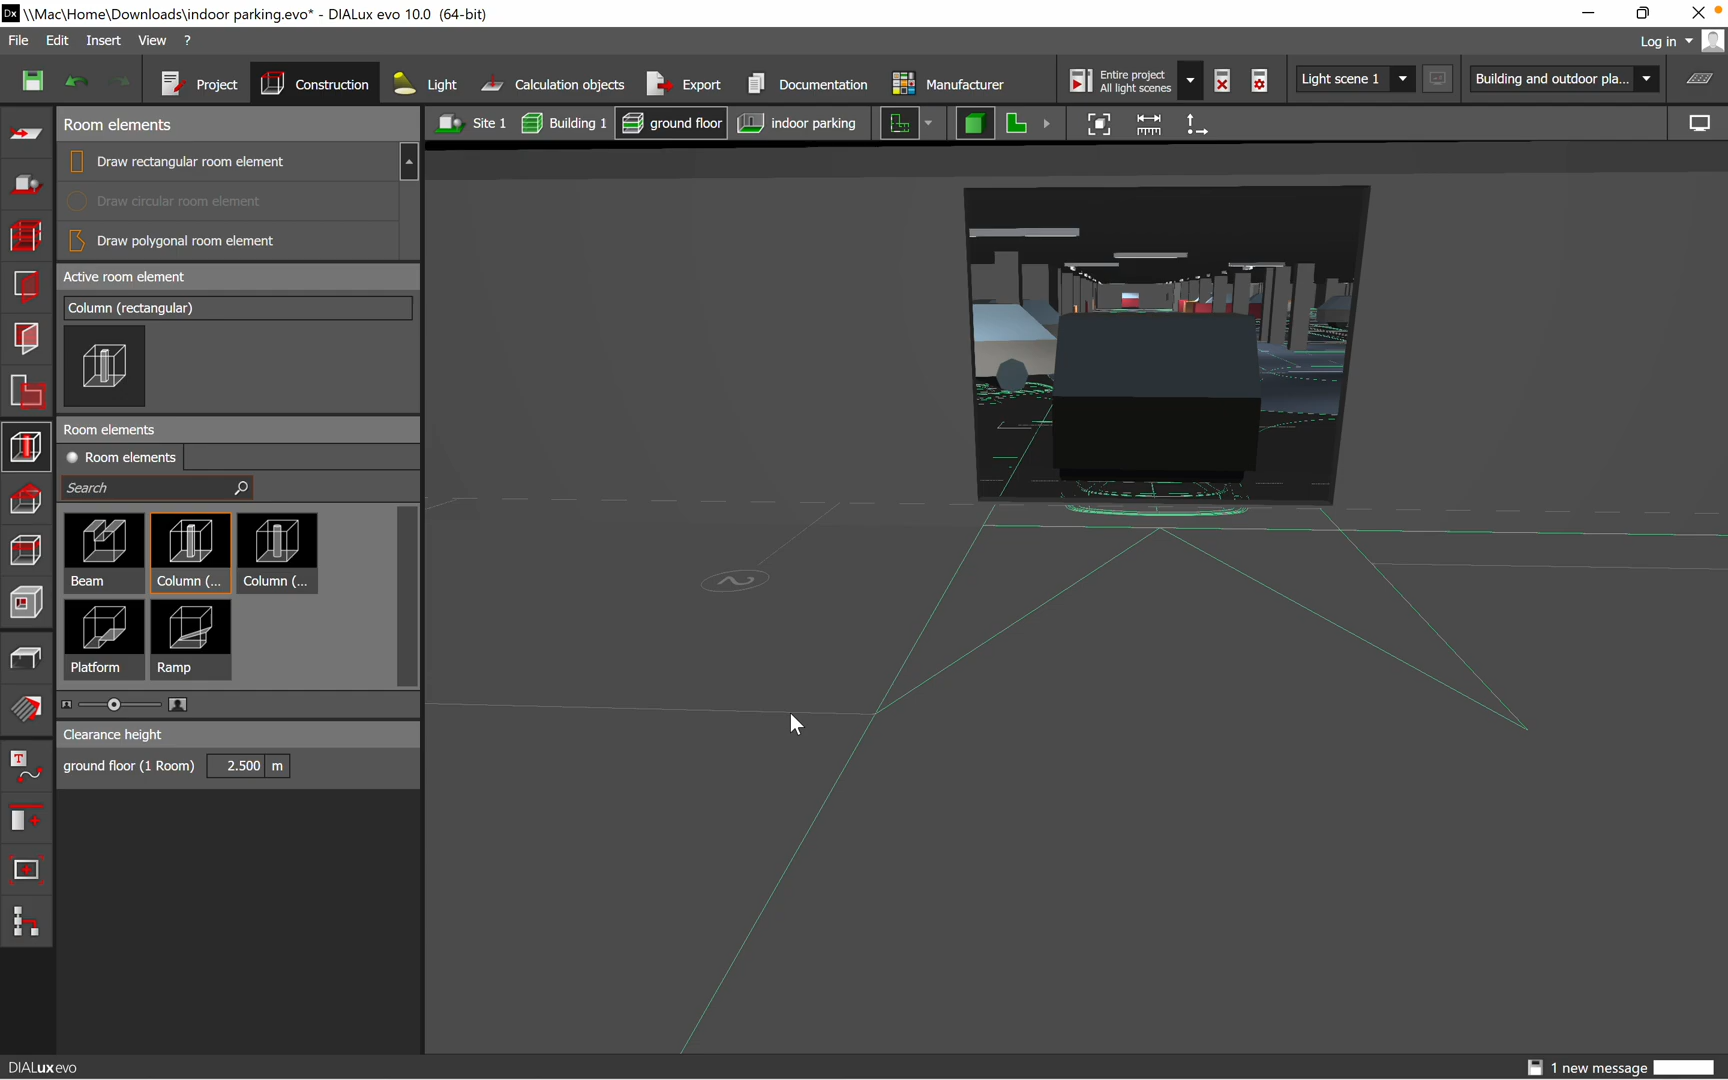 Dx \\Mac\Home\Downloads\indoor parking.evo* - DIALux evo 10.0 (64-bit)
File Edit Insert View ? Log in
Project Construction Light Calculation objects Export Documentation Manufacturer Entire project Light scene 1 Building and outdoor pla...
All light scenes
Room elements Site 1 Building 1 ground floor indoor parking
Draw rectangular room element
Draw circular room element
Draw polygonal room element
Active room element
Column (rectangular)
Room elements
Room elements
Search
Beam Column (... Column (...
2
Platform Ramp
Clearance height
ground floor (1 Room) 2.500 m
T
DIALux evo 1 new message